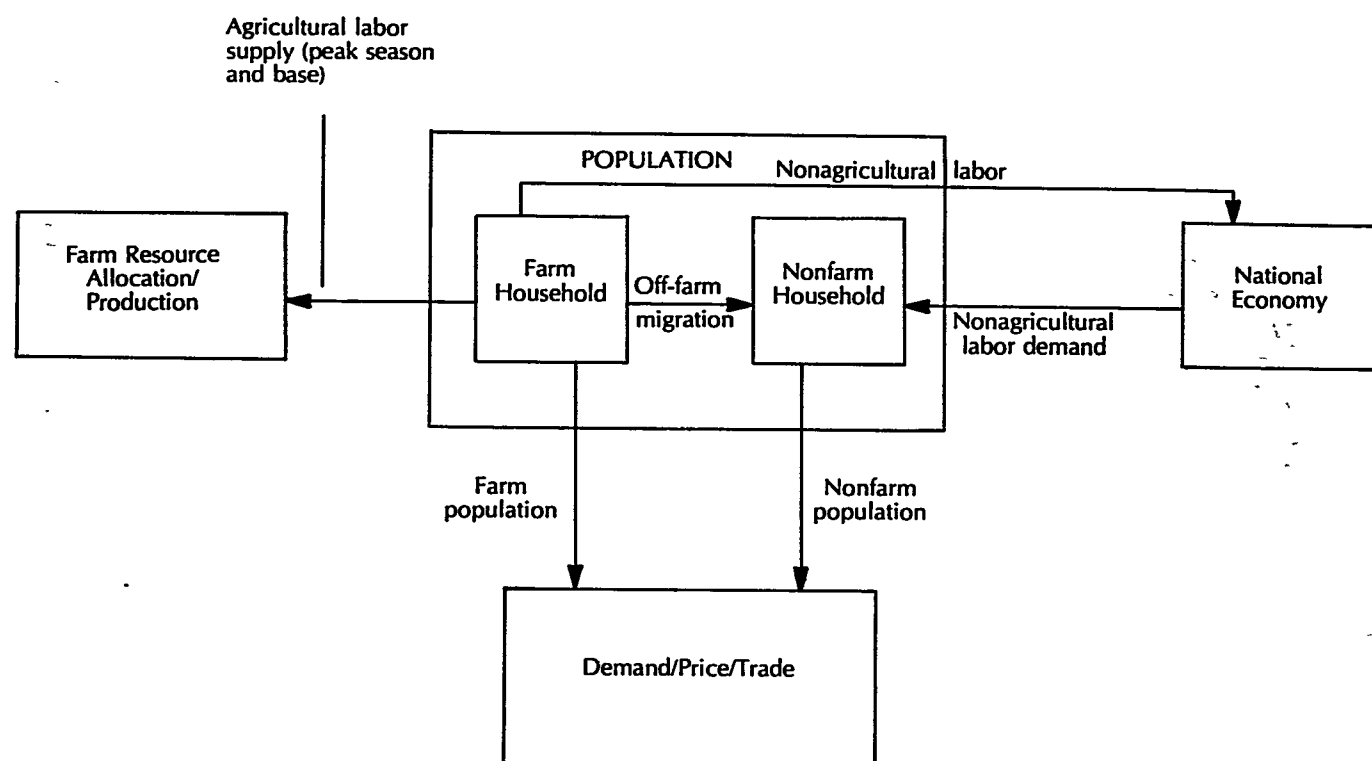 Agricultural labor
supply (peak season
and base)
POPULATION
Nonagricultural labor
Farm Resource
Allocation/
Production
Farm
Household
Off-farm
migration
Nonfarm
Household
National
Economy
Nonagricultural
labor demand
Farm
population
Nonfarm
population
Demand/Price/Trade